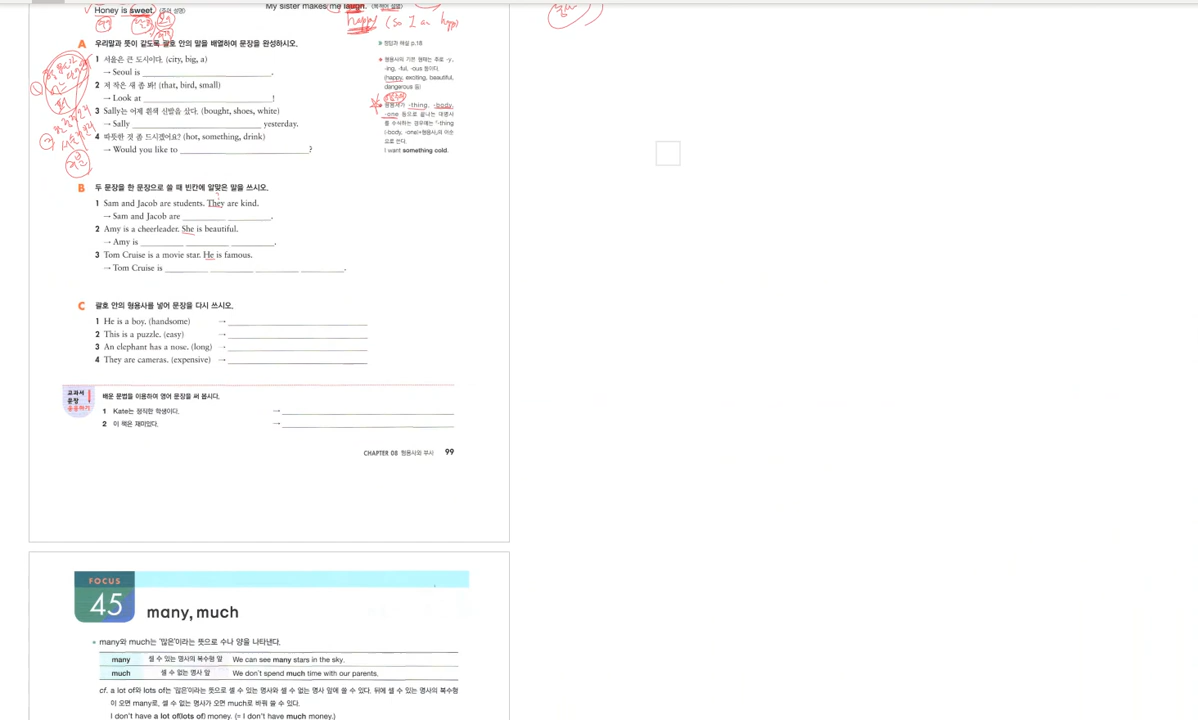 Honey is sweet. (주어 설명)
My sister makes me laugh. (목적어 설명)
happy (so I am happy)
A 우리말과 뜻이 같도록 괄호 안의 말을 배열하여 문장을 완성하시오.
1 서울은 큰 도시이다. (city, big, a)
→ Seoul is ____________.
2 저 작은 새 좀 봐! (that, bird, small)
→ Look at ____________!
3 Sally는 어제 흰색 신발을 샀다. (bought, shoes, white)
→ Sally ____________ yesterday.
4 따뜻한 것 좀 드시겠어요? (hot, something, drink)
→ Would you like to ____________?
» 정답과 해설 p.18
형용사의 기본 형태는 주로 -y,
-ing, -ful, -ous 등이다.
(happy, exciting, beautiful,
dangerous 등)
형용사가 -thing, -body,
-one 등으로 끝나는 대명사
를 수식하는 경우에는 「-thing
[-body, -one]+형용사」의 어순
으로 쓴다.
I want something cold.
B 두 문장을 한 문장으로 쓸 때 빈칸에 알맞은 말을 쓰시오.
1 Sam and Jacob are students. They are kind.
→ Sam and Jacob are ______ ______.
2 Amy is a cheerleader. She is beautiful.
→ Amy is ______ ______ ______.
3 Tom Cruise is a movie star. He is famous.
→ Tom Cruise is ______ ______ ______ ______.
C 괄호 안의 형용사를 넣어 문장을 다시 쓰시오.
1 He is a boy. (handsome) → ____________
2 This is a puzzle. (easy) → ____________
3 An elephant has a nose. (long) → ____________
4 They are cameras. (expensive) → ____________
교과서
문장
응용하기
배운 문법을 이용하여 영어 문장을 써 봅시다.
1 Kate는 정직한 학생이다. → ____________
2 이 책은 재미있다. → ____________
CHAPTER 08 형용사와 부사 99
FOCUS
45 many, much
many와 much는 '많은'이라는 뜻으로 수나 양을 나타낸다.
many 셀 수 있는 명사의 복수형 앞 We can see many stars in the sky.
much 셀 수 없는 명사 앞 We don't spend much time with our parents.
cf. a lot of와 lots of는 '많은'이라는 뜻으로 셀 수 있는 명사와 셀 수 없는 명사 앞에 쓸 수 있다. 뒤에 셀 수 있는 명사의 복수형
이 오면 many로, 셀 수 없는 명사가 오면 much로 바꿔 쓸 수 있다.
I don't have a lot of(lots of) money. (= I don't have much money.)